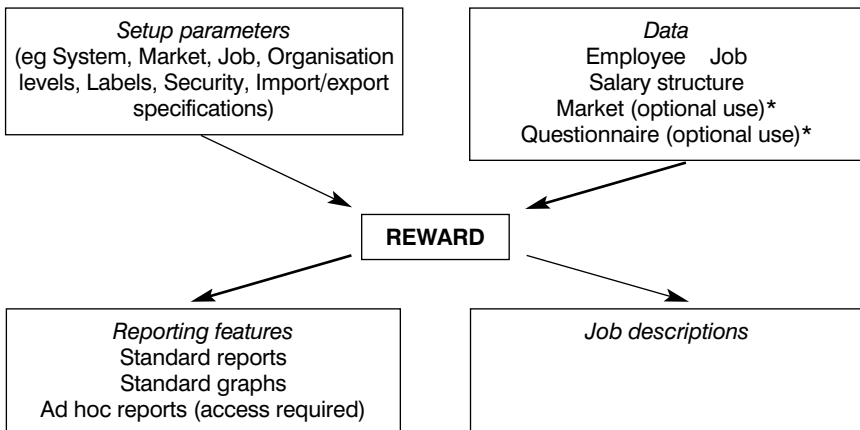 Setup parameters
(eg System, Market, Job, Organisation
levels, Labels, Security, Import/export
specifications)
Data
Employee Job
Salary structure
Market (optional use)*
Questionnaire (optional use)*
REWARD
Reporting features
Standard reports
Standard graphs
Ad hoc reports (access required)
Job descriptions